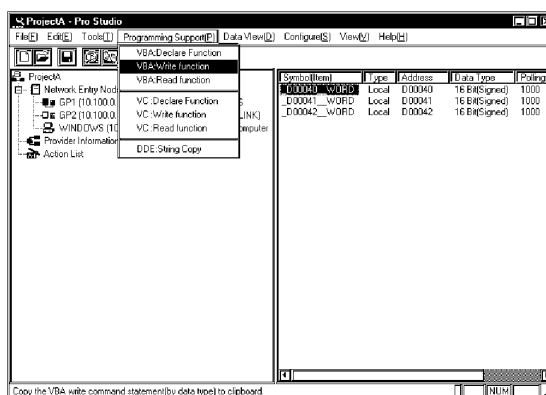 ProjectA - Pro Studio
File(F) Edit(E) Tools(T) Programming Support(P) Data View(D) Configure(S) View(V) Help(H)
VBA:Declare Function
VBA:Write function
VBA:Read function
VC :Declare Function
VC :Write function
VC :Read function
DDE:String Copy
ProjectA
Network Entry Nod
GP1 (10.100.0.
GP2 (10.100.0. LINK)
WINDOWS (10 omputer
Provider Information
Action List
Symbol(Item) Type Address Data Type Polling
_D00040__WORD Local D00040 16 Bit(Signed) 1000
_D00041__WORD Local D00041 16 Bit(Signed) 1000
_D00042__WORD Local D00042 16 Bit(Signed) 1000
Copy the VBA write command statement(by data type) to clipboard. NUM